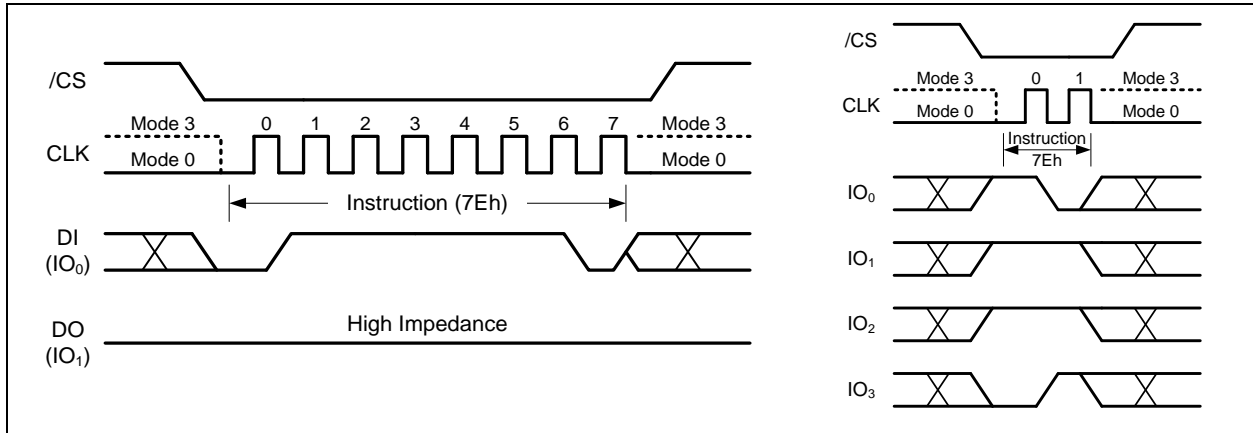 /CS
Mode 3 0 1 2 3 4 5 6 7 Mode 3
CLK
Mode 0 Mode 0
Instruction (7Eh)
DI
(IO₀)
High Impedance
DO
(IO₁)
/CS
Mode 3 0 1 Mode 3
CLK
Mode 0 Mode 0
Instruction
7Eh
IO₀
IO₁
IO₂
IO₃